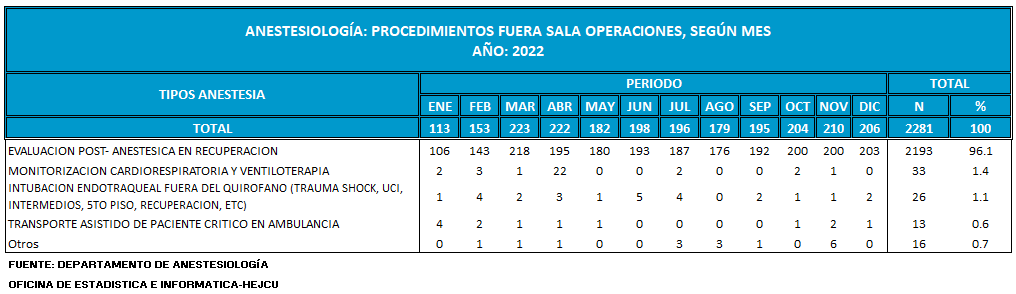 ANESTESIOLOGÍA: PROCEDIMIENTOS FUERA SALA OPERACIONES, SEGÚN MES
AÑO: 2022
TIPOS ANESTESIA PERIODO TOTAL
ENE FEB MAR ABR MAY JUN JUL AGO SEP OCT NOV DIC N %
TOTAL 113 153 223 222 182 198 196 179 195 204 210 206 2281 100
EVALUACION POST- ANESTESICA EN RECUPERACION 106 143 218 195 180 193 187 176 192 200 200 203 2193 96.1
MONITORIZACION CARDIORESPIRATORIA Y VENTILOTERAPIA 2 3 1 22 0 0 2 0 0 2 1 0 33 1.4
INTUBACION ENDOTRAQUEAL FUERA DEL QUIROFANO (TRAUMA SHOCK, UCI,
INTERMEDIOS, 5TO PISO, RECUPERACION, ETC) 1 4 2 3 1 5 4 0 2 1 1 2 26 1.1
TRANSPORTE ASISTIDO DE PACIENTE CRITICO EN AMBULANCIA 4 2 1 1 1 0 0 0 0 1 2 1 13 0.6
Otros 0 1 1 1 0 0 3 3 1 0 6 0 16 0.7
FUENTE: DEPARTAMENTO DE ANESTESIOLOGÍA
OFICINA DE ESTADISTICA E INFORMATICA-HEJCU